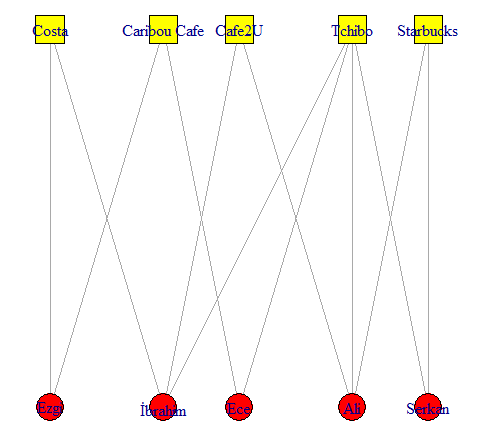 Costa
Caribou Cafe
Cafe2U
Tchibo
Starbucks
Ezgi
İbrahim
Ece
Ali
Serkan